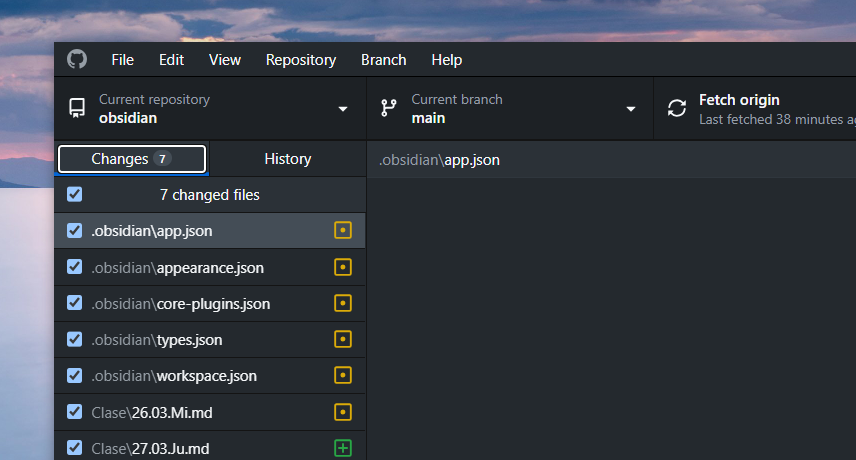 File Edit View Repository Branch Help
Current repository
obsidian
Current branch
main
Fetch origin
Last fetched 38 minutes
Changes 7
History
.obsidian\app.json
7 changed files
.obsidian\app.json
.obsidian\appearance.json
.obsidian\core-plugins.json
.obsidian\types.json
.obsidian\workspace.json
Clase\26.03.Mi.md
Clase\27.03.Ju.md